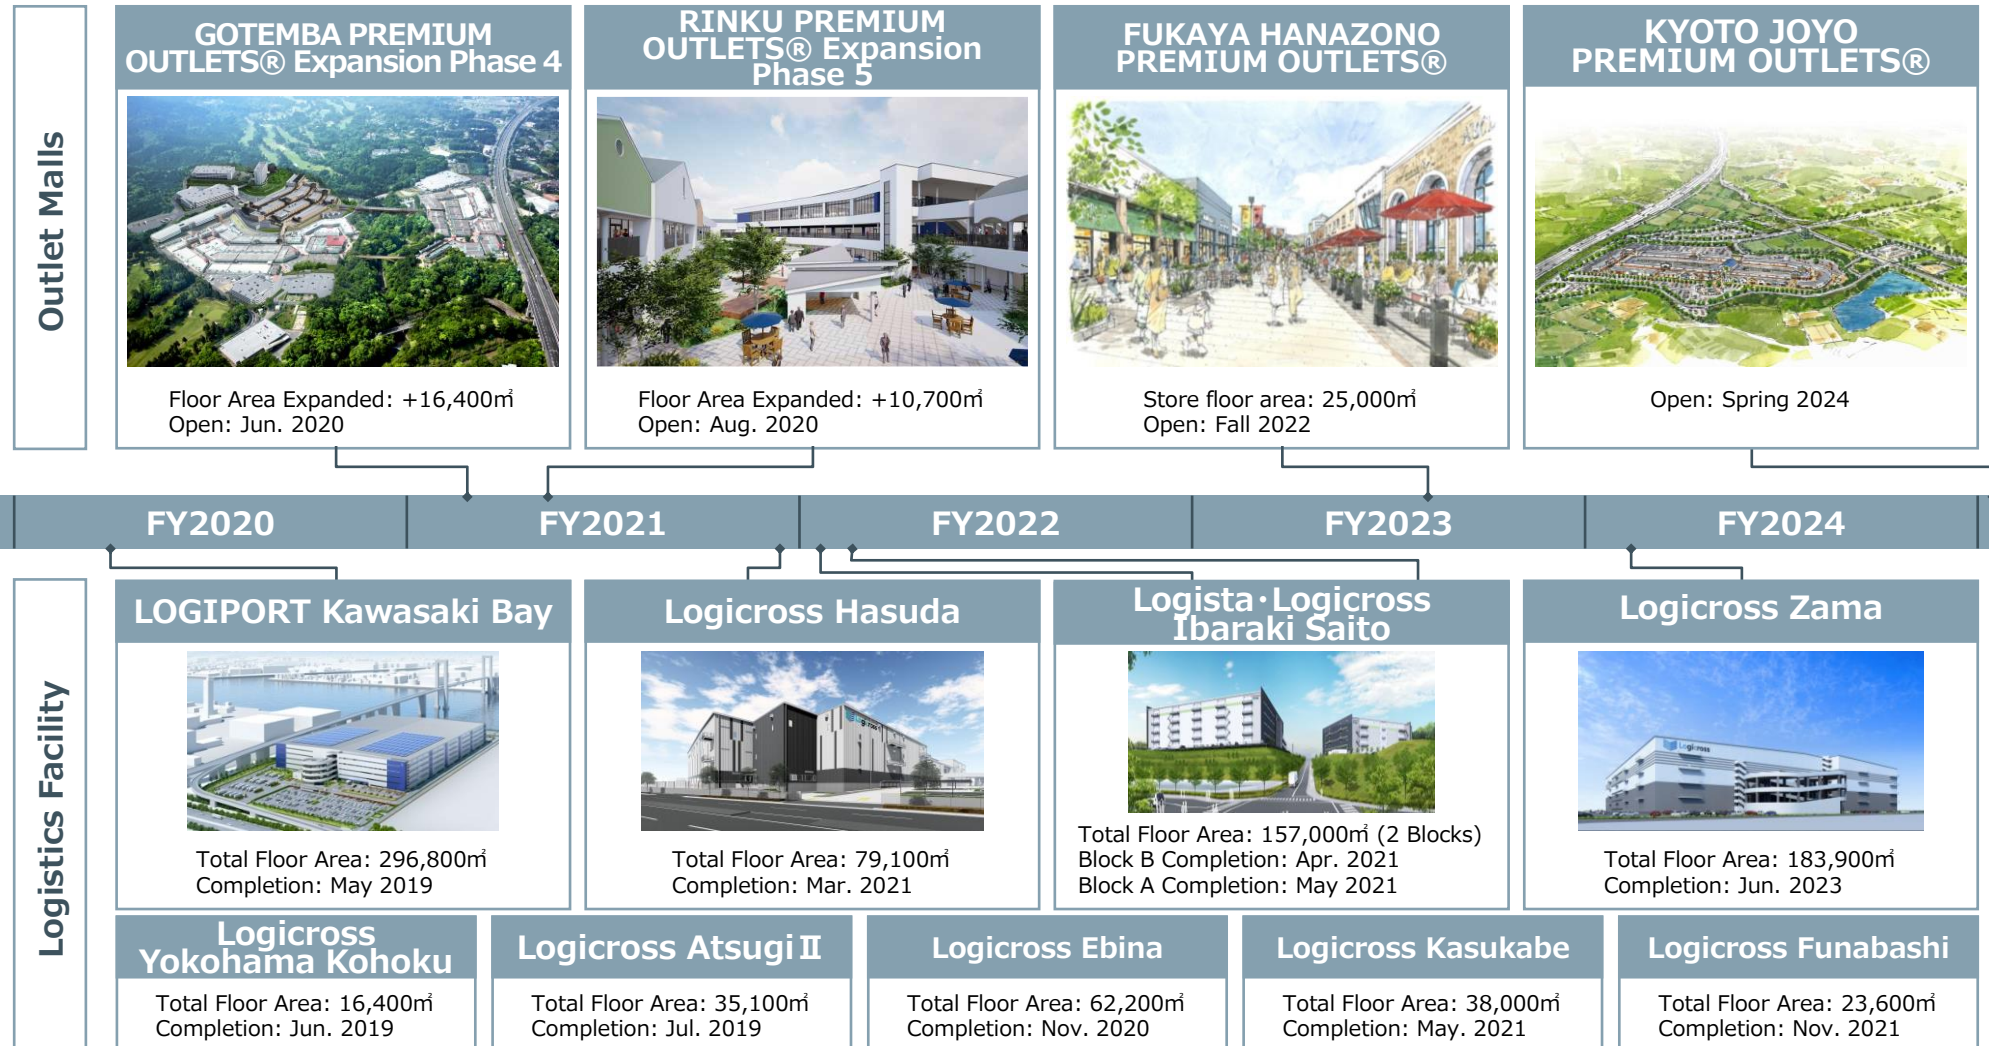 Outlet Malls
GOTEMBA PREMIUM
OUTLETS® Expansion Phase 4
Floor Area Expanded: +16,400㎡
Open: Jun. 2020
RINKU PREMIUM
OUTLETS® Expansion
Phase 5
Floor Area Expanded: +10,700㎡
Open: Aug. 2020
FUKAYA HANAZONO
PREMIUM OUTLETS®
Store floor area: 25,000㎡
Open: Fall 2022
KYOTO JOYO
PREMIUM OUTLETS®
Open: Spring 2024
FY2020
FY2021
FY2022
FY2023
FY2024
Logistics Facility
LOGIPORT Kawasaki Bay
Total Floor Area: 296,800㎡
Completion: May 2019
Logicross Hasuda
Total Floor Area: 79,100㎡
Completion: Mar. 2021
Logista・Logicross
Ibaraki Saito
Total Floor Area: 157,000㎡ (2 Blocks)
Block B Completion: Apr. 2021
Block A Completion: May 2021
Logicross Zama
Logicross
Total Floor Area: 183,900㎡
Completion: Jun. 2023
Logicross
Yokohama Kohoku
Total Floor Area: 16,400㎡
Completion: Jun. 2019
Logicross AtsugiⅡ
Total Floor Area: 35,100㎡
Completion: Jul. 2019
Logicross Ebina
Total Floor Area: 62,200㎡
Completion: Nov. 2020
Logicross Kasukabe
Total Floor Area: 38,000㎡
Completion: May. 2021
Logicross Funabashi
Total Floor Area: 23,600㎡
Completion: Nov. 2021